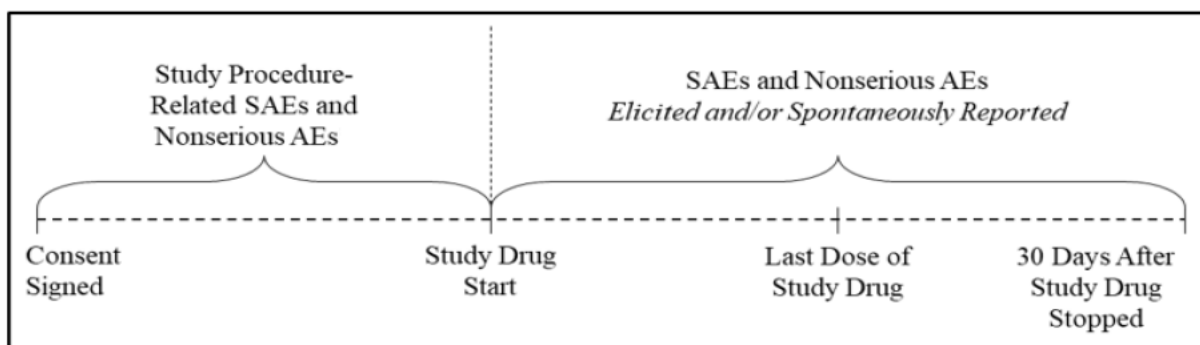 Study Procedure-
Related SAEs and
Nonserious AEs
SAEs and Nonserious AEs
Elicited and/or Spontaneously Reported
Consent
Signed
Study Drug
Start
Last Dose of
Study Drug
30 Days After
Study Drug
Stopped